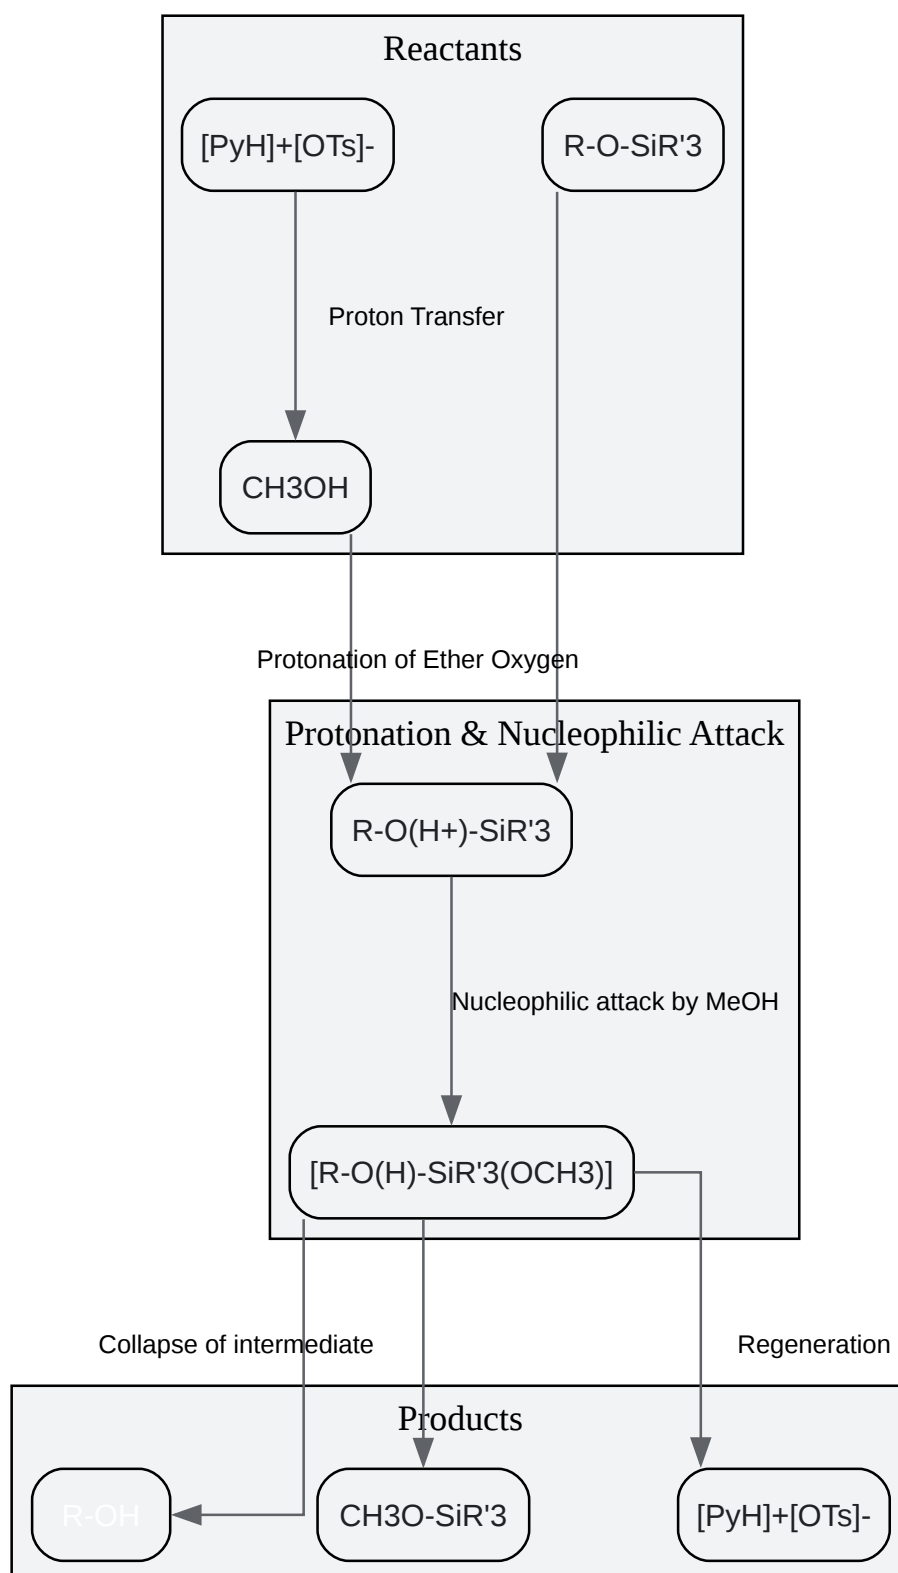 Reactants
[PyH]+[OTs]-
R-O-SiR'3
Proton Transfer
CH3OH
Protonation of Ether Oxygen
Protonation & Nucleophilic Attack
R-O(H+)-SiR'3
Nucleophilic attack by MeOH
[R-O(H)-SiR'3(OCH3)]
Collapse of intermediate
Regeneration
Products
R-OH
CH3O-SiR'3
[PyH]+[OTs]-